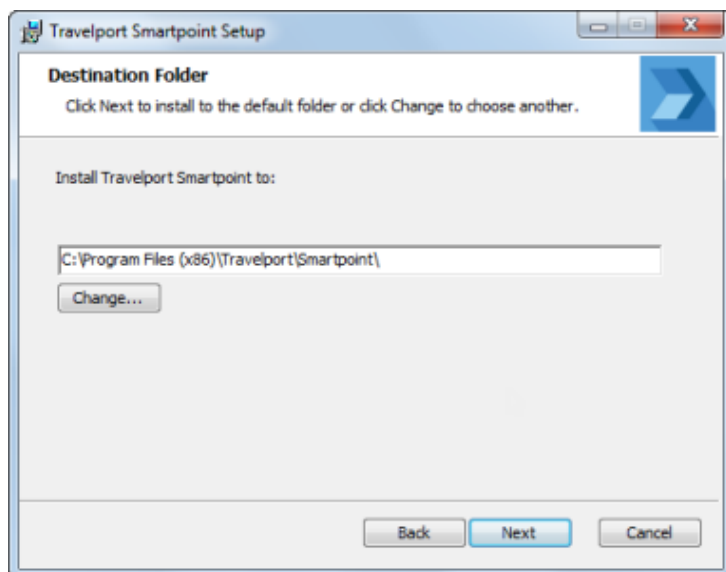 Travelport Smartpoint Setup
Destination Folder
Click Next to install to the default folder or click Change to choose another.
Install Travelport Smartpoint to:
C:\Program Files (x86)\Travelport\Smartpoint\
Change...
Back Next Cancel